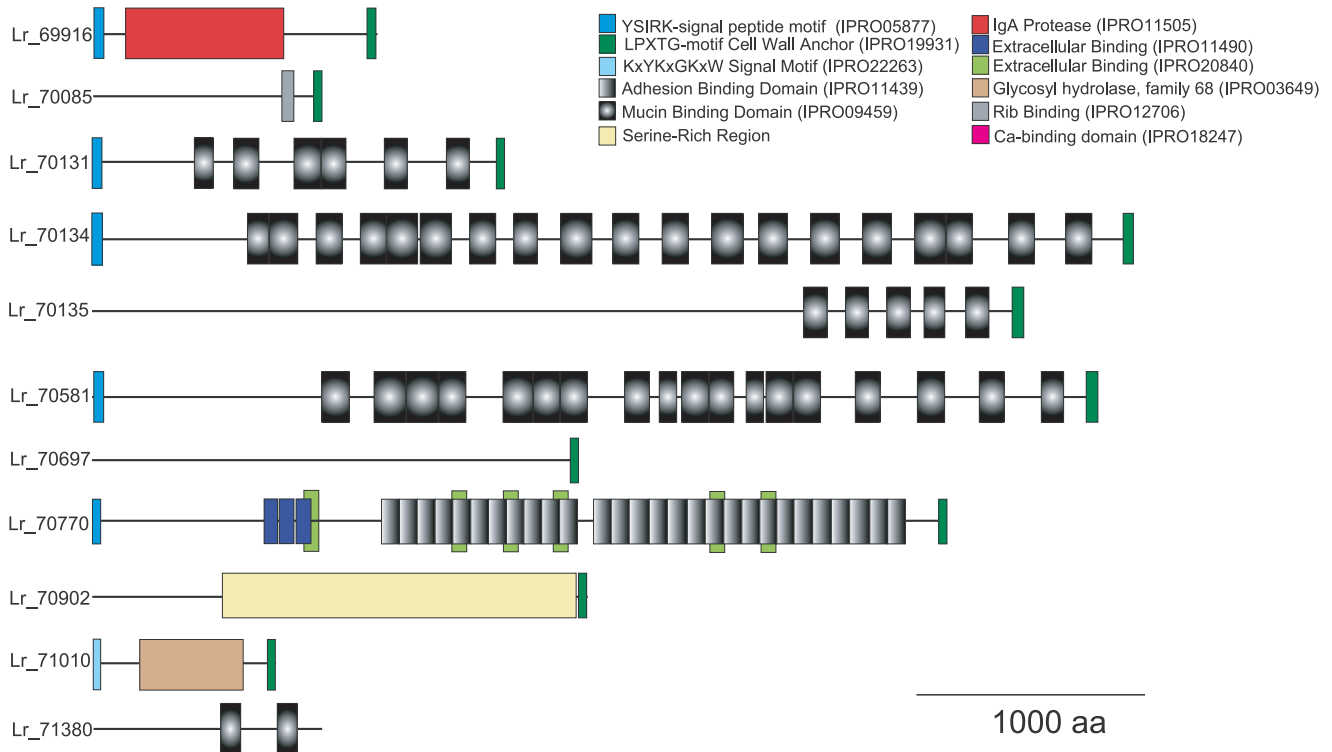 Lr_69916
Lr_70085
Lr_70131
Lr_70134
Lr_70135
Lr_70581
Lr_70697
Lr_70770
Lr_70902
Lr_71010
Lr_71380
YSIRK-signal peptide motif (IPRO05877)
LPXTG-motif Cell Wall Anchor (IPRO19931)
KxYKxGKxW Signal Motif (IPRO22263)
Adhesion Binding Domain (IPRO11439)
Mucin Binding Domain (IPRO09459)
Serine-Rich Region
IgA Protease (IPRO11505)
Extracellular Binding (IPRO11490)
Extracellular Binding (IPRO20840)
Glycosyl hydrolase, family 68 (IPRO03649)
Rib Binding (IPRO12706)
Ca-binding domain (IPRO18247)
1000 aa